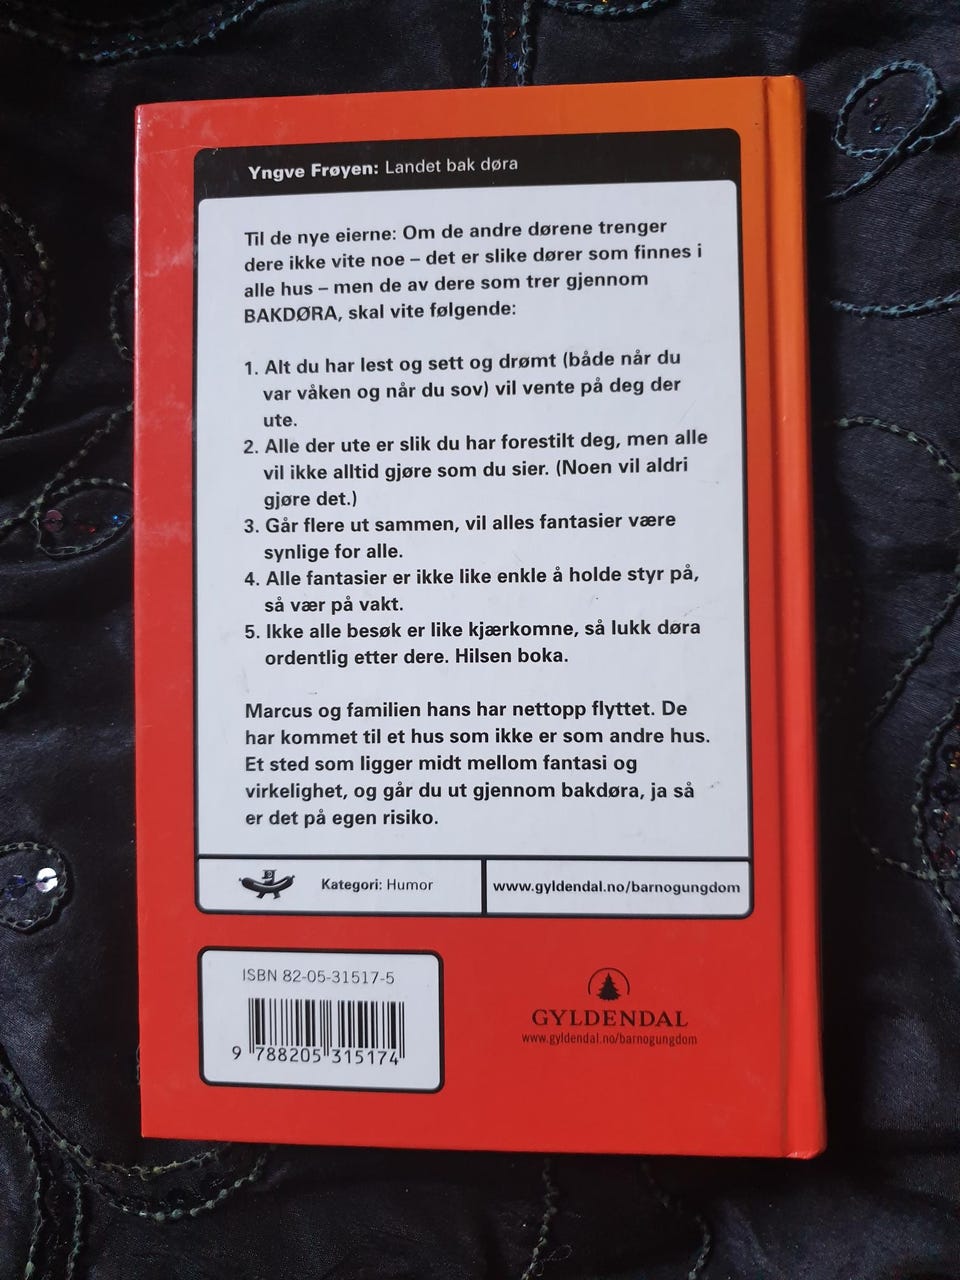 Yngve Frøyen: Landet bak døra
Til de nye eierne: Om de andre dørene trenger
dere ikke vite noe – det er slike dører som finnes i
alle hus – men de av dere som trer gjennom
BAKDØRA, skal vite følgende:
1. Alt du har lest og sett og drømt (både når du
var våken og når du sov) vil vente på deg der
ute.
2. Alle der ute er slik du har forestilt deg, men alle
vil ikke alltid gjøre som du sier. (Noen vil aldri
gjøre det.)
3. Går flere ut sammen, vil alles fantasier være
synlige for alle.
4. Alle fantasier er ikke like enkle å holde styr på,
så vær på vakt.
5. Ikke alle besøk er like kjærkomne, så lukk døra
ordentlig etter dere. Hilsen boka.
Marcus og familien hans har nettopp flyttet. De
har kommet til et hus som ikke er som andre hus.
Et sted som ligger midt mellom fantasi og
virkelighet, og går du ut gjennom bakdøra, ja så
er det på egen risiko.
Kategori: Humor
www.gyldendal.no/barnogungdom
ISBN 82-05-31517-5
9 788205 315174
GYLDENDAL
www.gyldendal.no/barnogungdom